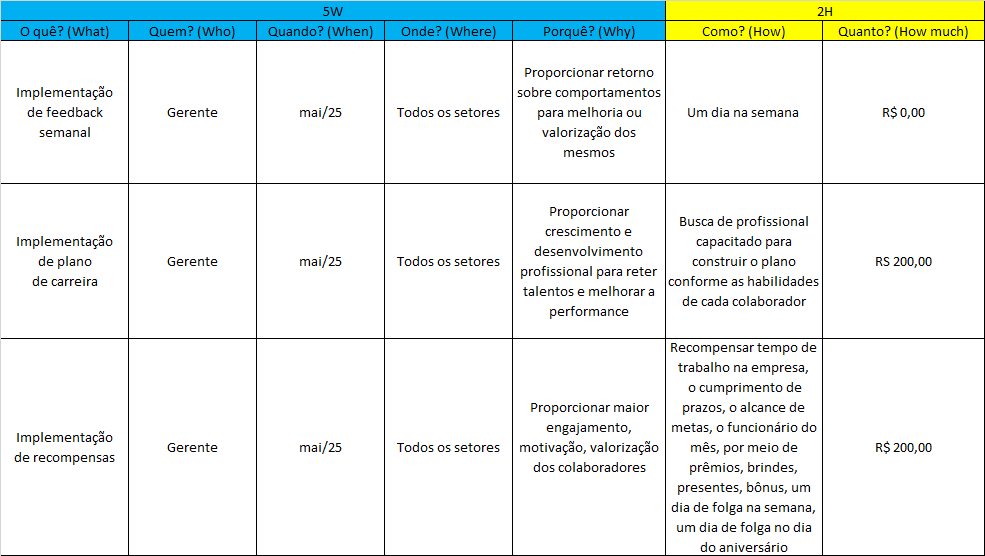 5W
2H
O quê? (What)
Quem? (Who)
Quando? (When)
Onde? (Where)
Porquê? (Why)
Como? (How)
Quanto? (How much)
Implementação
de feedback
semanal
Gerente
mai/25
Todos os setores
Proporcionar retorno
sobre comportamentos
para melhoria ou
valorização dos
mesmos
Um dia na semana
R$ 0,00
Implementação
de plano
de carreira
Gerente
mai/25
Todos os setores
Proporcionar
crescimento e
desenvolvimento
profissional para reter
talentos e melhorar a
performance
Busca de profissional
capacitado para
construir o plano
conforme as habilidades
de cada colaborador
RS 200,00
Implementação
de recompensas
Gerente
mai/25
Todos os setores
Proporcionar maior
engajamento,
motivação, valorização
dos colaboradores
Recompensar tempo de
trabalho na empresa,
o cumprimento de
prazos, o alcance de
metas, o funcionário do
mês, por meio de
prêmios, brindes,
presentes, bônus, um
dia de folga na semana,
um dia de folga no dia
do aniversário
R$ 200,00